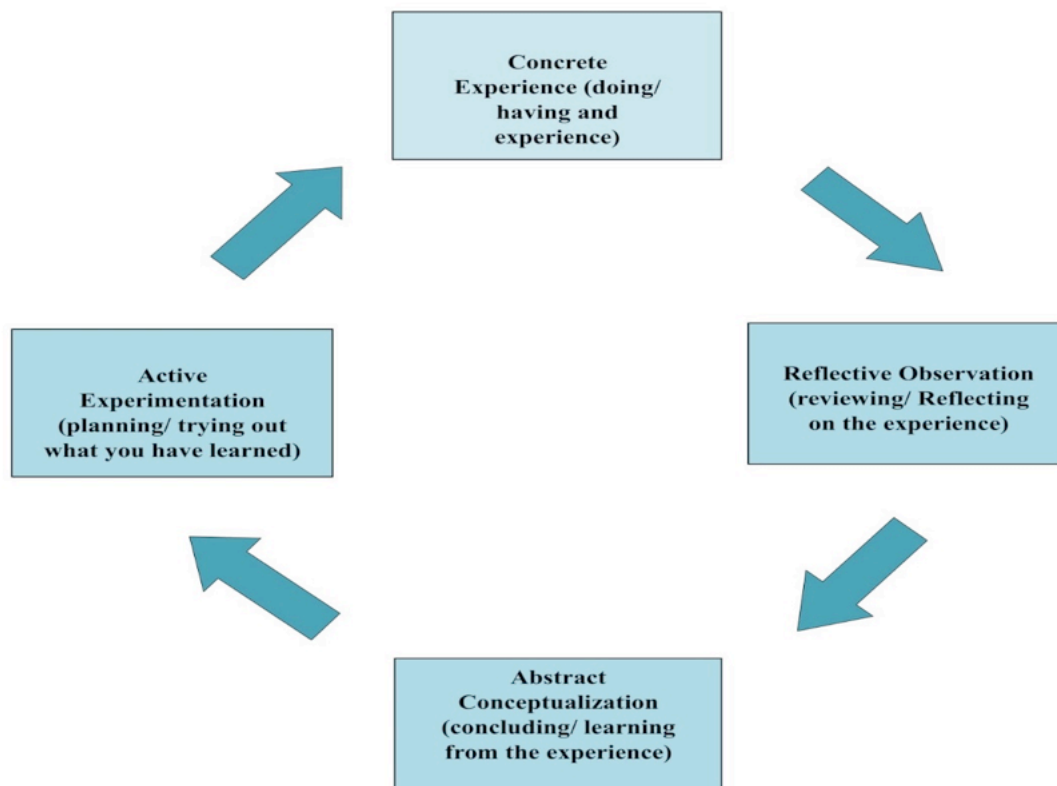 Concrete
Experience (doing/
having and
experience)
Reflective Observation
(reviewing/ Reflecting
on the experience)
Abstract
Conceptualization
(concluding/ learning
from the experience)
Active
Experimentation
(planning/ trying out
what you have learned)